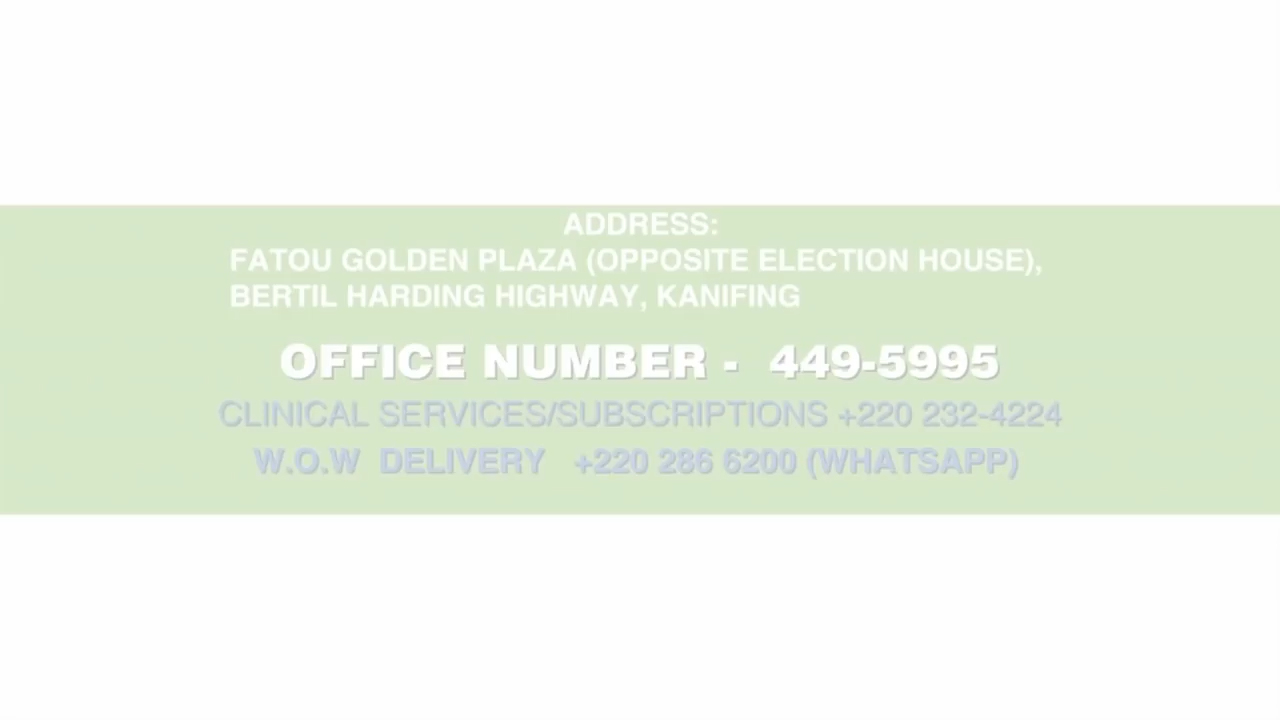 ADDRESS:
FATOU GOLDEN PLAZA (OPPOSITE ELECTION HOUSE),
BERTIL HARDING HIGHWAY, KANIFING
OFFICE NUMBER - 449-5995
CLINICAL SERVICES/SUBSCRIPTIONS +220 232-4224
W.O.W DELIVERY +220 286 6200 (WHATSAPP)